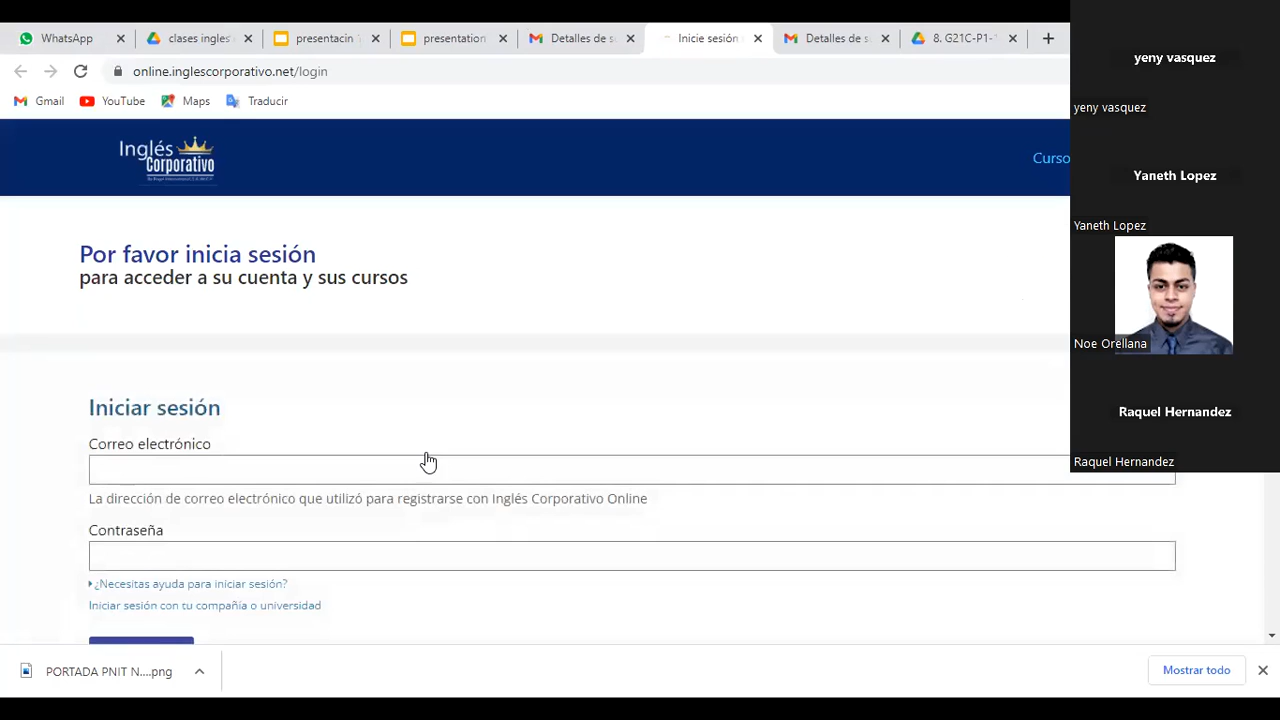 WhatsApp
clases ingles
presentacin
presentation
Detalles de s
Inicie sesión
Detalles de su
8. G21C-P1-
online.inglescorporativo.net/login
Gmail
YouTube
Maps
Traducir
Inglés
Corporativo
Curso
Por favor inicia sesión
para acceder a su cuenta y sus cursos
Iniciar sesión
Correo electrónico
La dirección de correo electrónico que utilizó para registrarse con Inglés Corporativo Online
Contraseña
¿Necesitas ayuda para iniciar sesión?
Iniciar sesión con tu compañía o universidad
PORTADA PNIT N....png
Mostrar todo
yeny vasquez
yeny vasquez
Yaneth Lopez
Yaneth Lopez
Noe Orellana
Raquel Hernandez
Raquel Hernandez